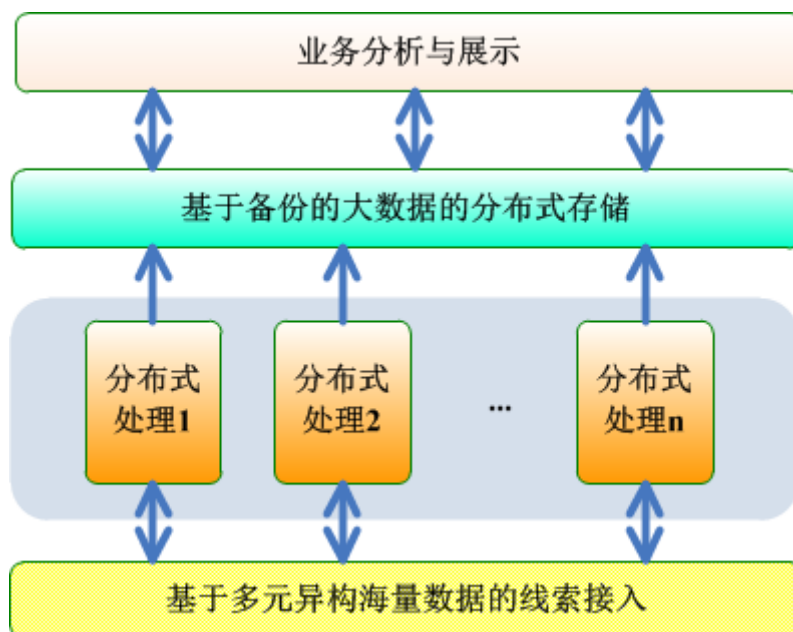 业务分析与展示
基于备份的大数据的分布式存储
分布式
处理1
分布式
处理2
...
分布式
处理n
基于多元异构海量数据的线索接入